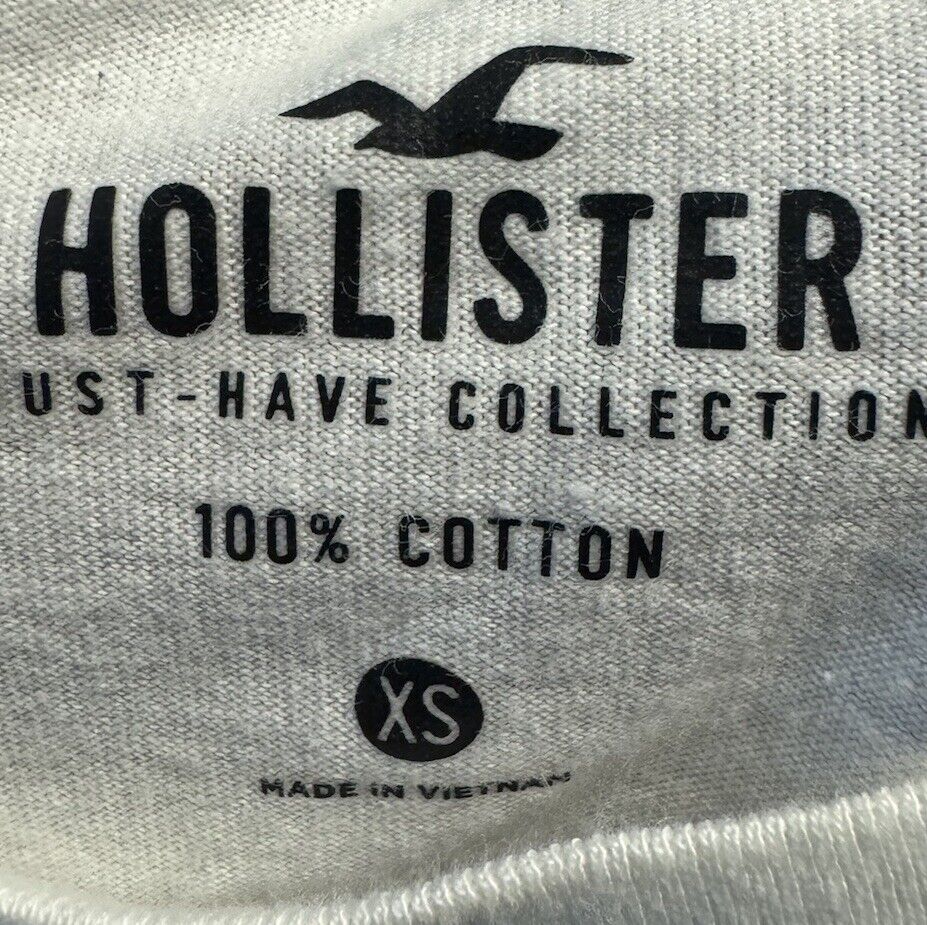 HOLLISTER
UST-HAVE COLLECTION
100% COTTON
XS
MADE IN VIETNAM